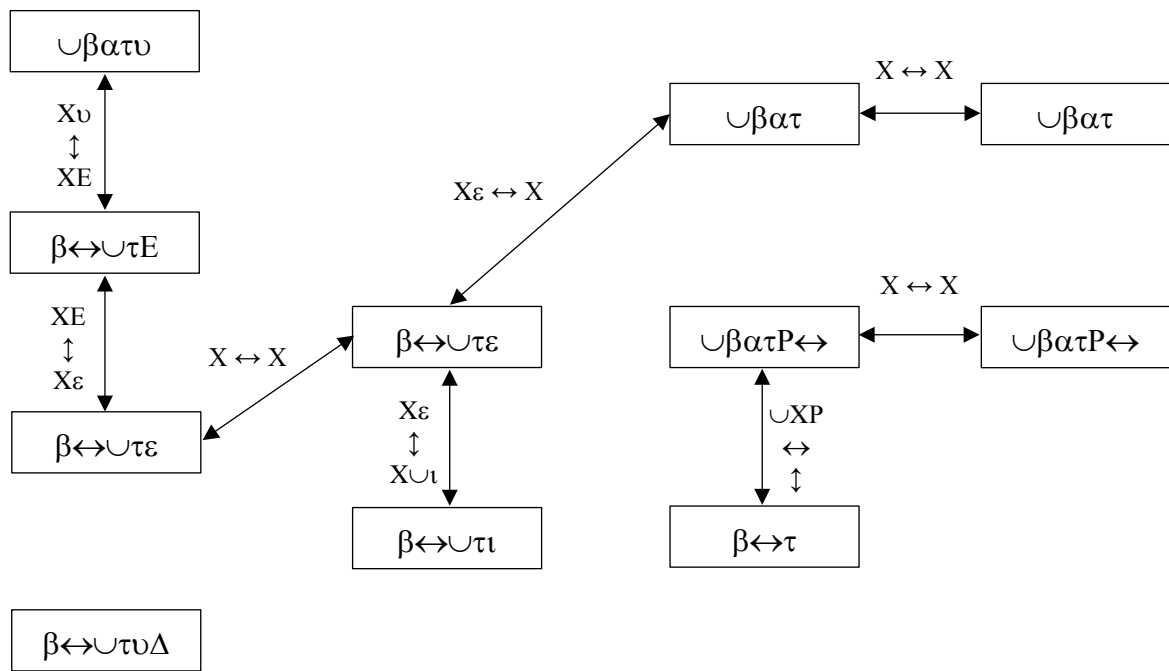 ∪βατυ
Xυ
↕
XE
β↔∪τE
XE
↕
Xε
β↔∪τε
X ↔ X
β↔∪τε
Xε
↕
X∪ι
β↔∪τι
β↔∪τυΔ
Xε ↔ X
∪βατ
X ↔ X
∪βατ
∪βατP↔
X ↔ X
∪βατP↔
∪XP
↔
↕
β↔τ